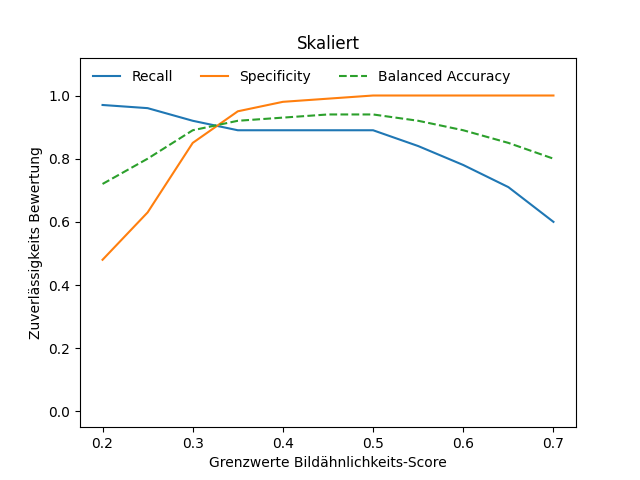 Skaliert
Recall Specificity Balanced Accuracy
1.0
0.8
0.6
0.4
0.2
0.0
Zuverlässigkeits Bewertung
0.2 0.3 0.4 0.5 0.6 0.7
Grenzwerte Bildähnlichkeits-Score